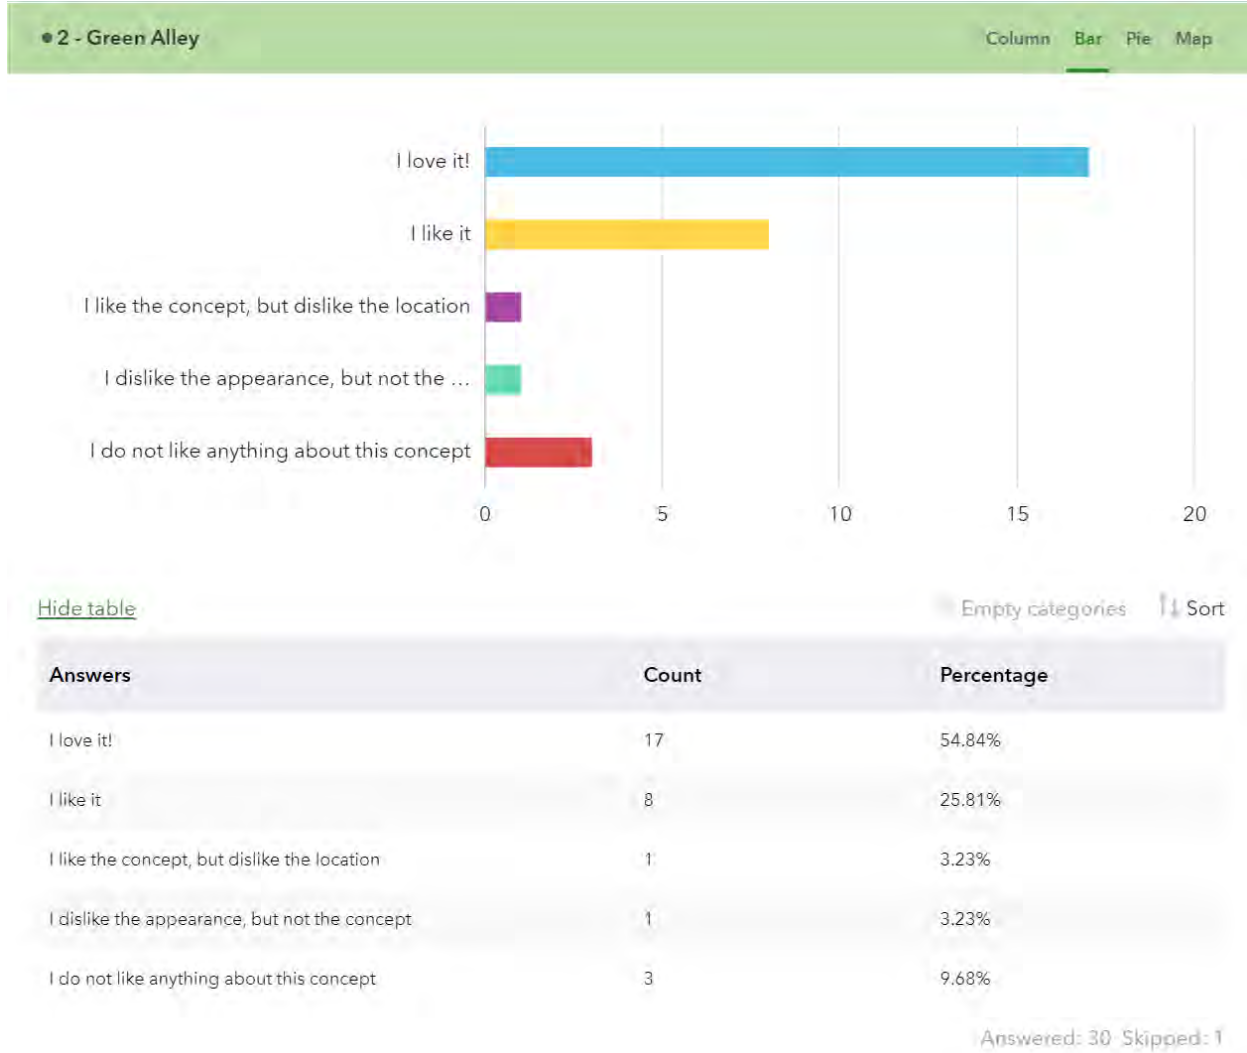 2 - Green Alley
Column Bar Pie Map
I love it!
I like it
I like the concept, but dislike the location
I dislike the appearance, but not the ...
I do not like anything about this concept
0 5 10 15 20
Hide table
Empty categories Sort
Answers Count Percentage
I love it! 17 54.84%
I like it 8 25.81%
I like the concept, but dislike the location 1 3.23%
I dislike the appearance, but not the concept 1 3.23%
I do not like anything about this concept 3 9.68%
Answered: 30 Skipped: 1